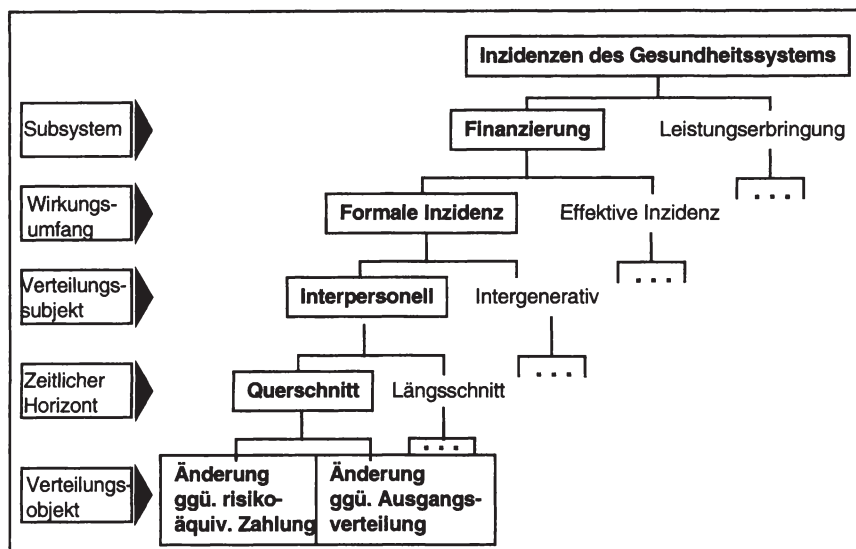 Inzidenzen des Gesundheitssystems
Subsystem
Finanzierung
Leistungserbringung
...
Wirkungs-
umfang
Formale Inzidenz
Effektive Inzidenz
...
Verteilungs-
subjekt
Interpersonell
Intergenerativ
...
Zeitlicher
Horizont
Querschnitt
Längsschnitt
...
Verteilungs-
objekt
Änderung
ggü. risiko-
äquiv. Zahlung
Änderung
ggü. Ausgangs-
verteilung